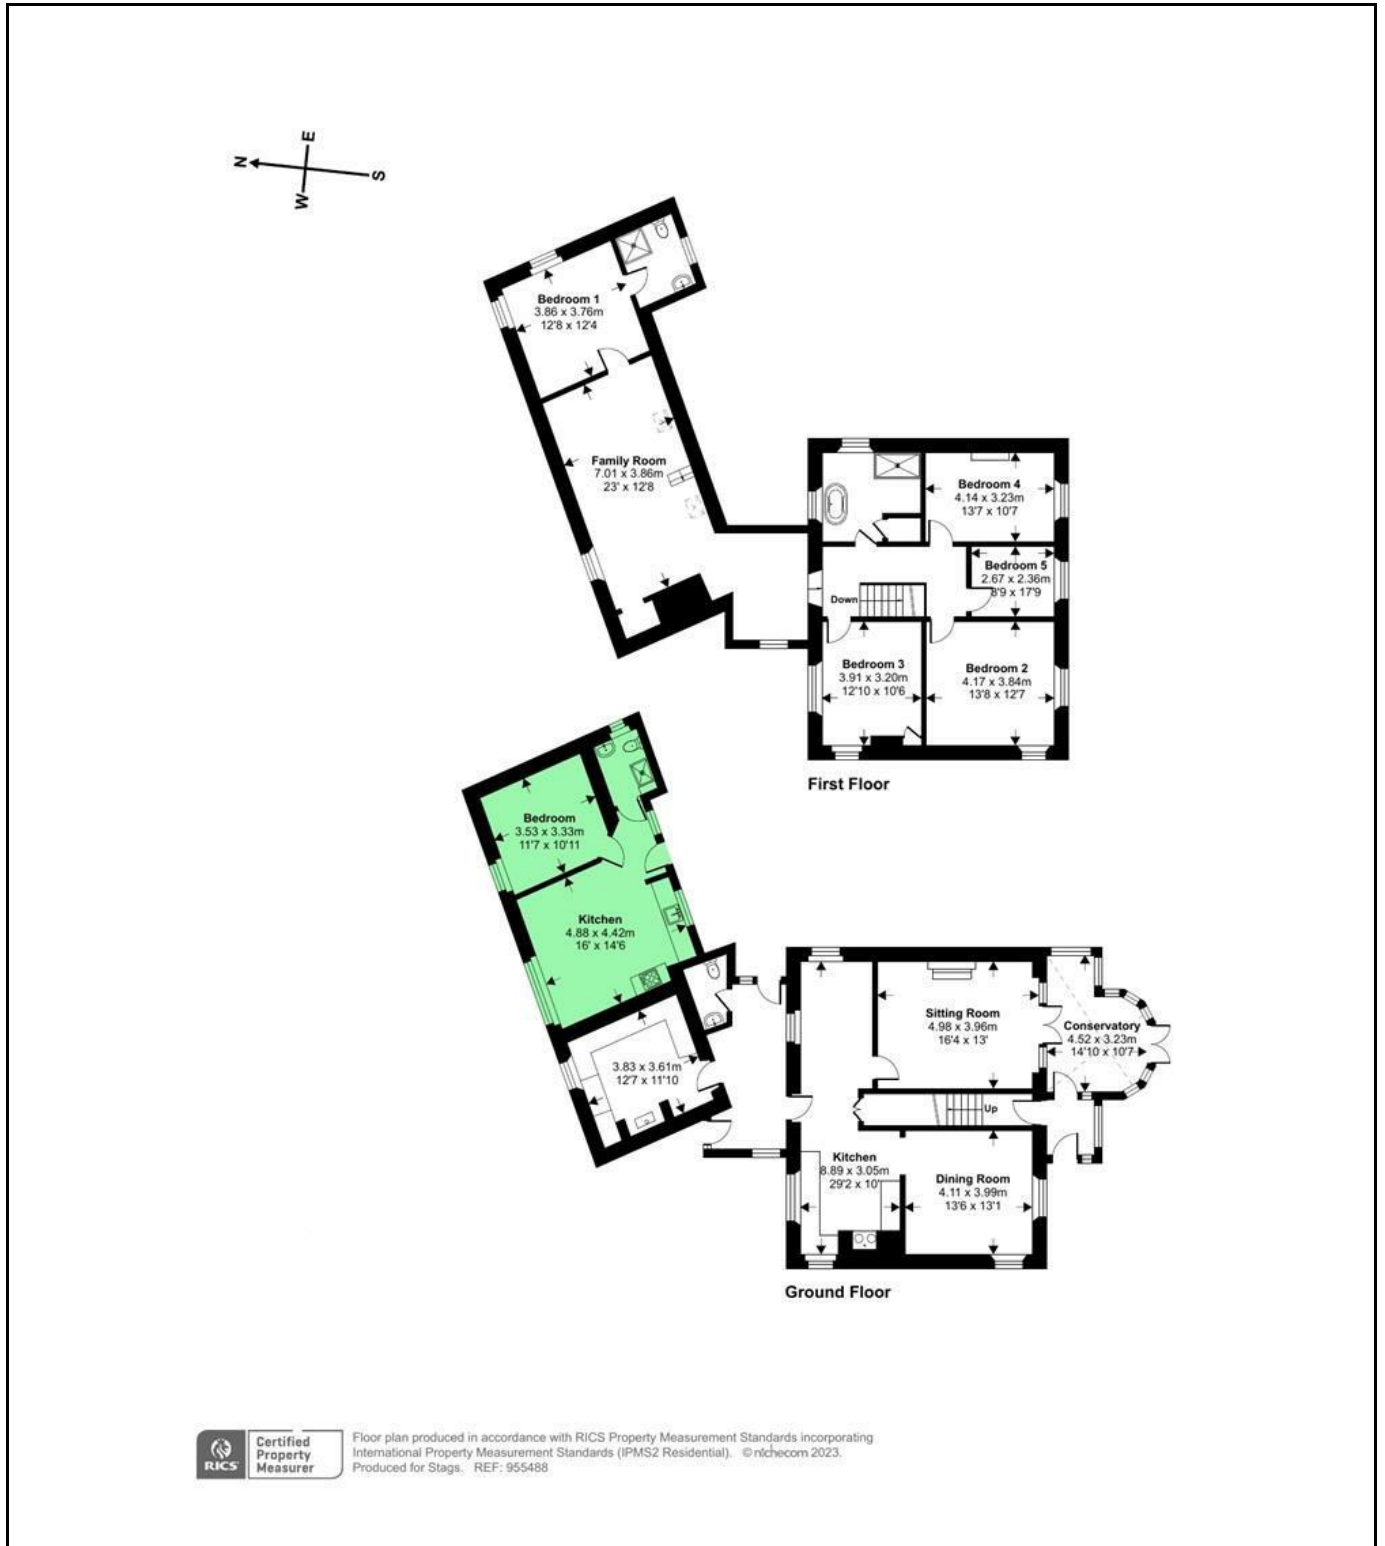 N
E
S
W
Bedroom 1
3.86 x 3.76m
12'8 x 12'4
Family Room
7.01 x 3.86m
23' x 12'8
Bedroom 4
4.14 x 3.23m
13'7 x 10'7
Bedroom 5
2.67 x 2.36m
8'9 x 17'9
Down
Bedroom 3
3.91 x 3.20m
12'10 x 10'6
Bedroom 2
4.17 x 3.84m
13'8 x 12'7
First Floor
Bedroom
3.53 x 3.33m
11'7 x 10'11
Kitchen
4.88 x 4.42m
16' x 14'6
3.83 x 3.61m
12'7 x 11'10
Sitting Room
4.98 x 3.96m
16'4 x 13'
Conservatory
4.52 x 3.23m
14'10 x 10'7
Up
Kitchen
8.89 x 3.05m
29'2 x 10'
Dining Room
4.11 x 3.99m
13'6 x 13'1
Ground Floor
RICS
Certified
Property
Measurer
Floor plan produced in accordance with RICS Property Measurement Standards incorporating
International Property Measurement Standards (IPMS2 Residential). © nichecom 2023.
Produced for Stags. REF: 955488